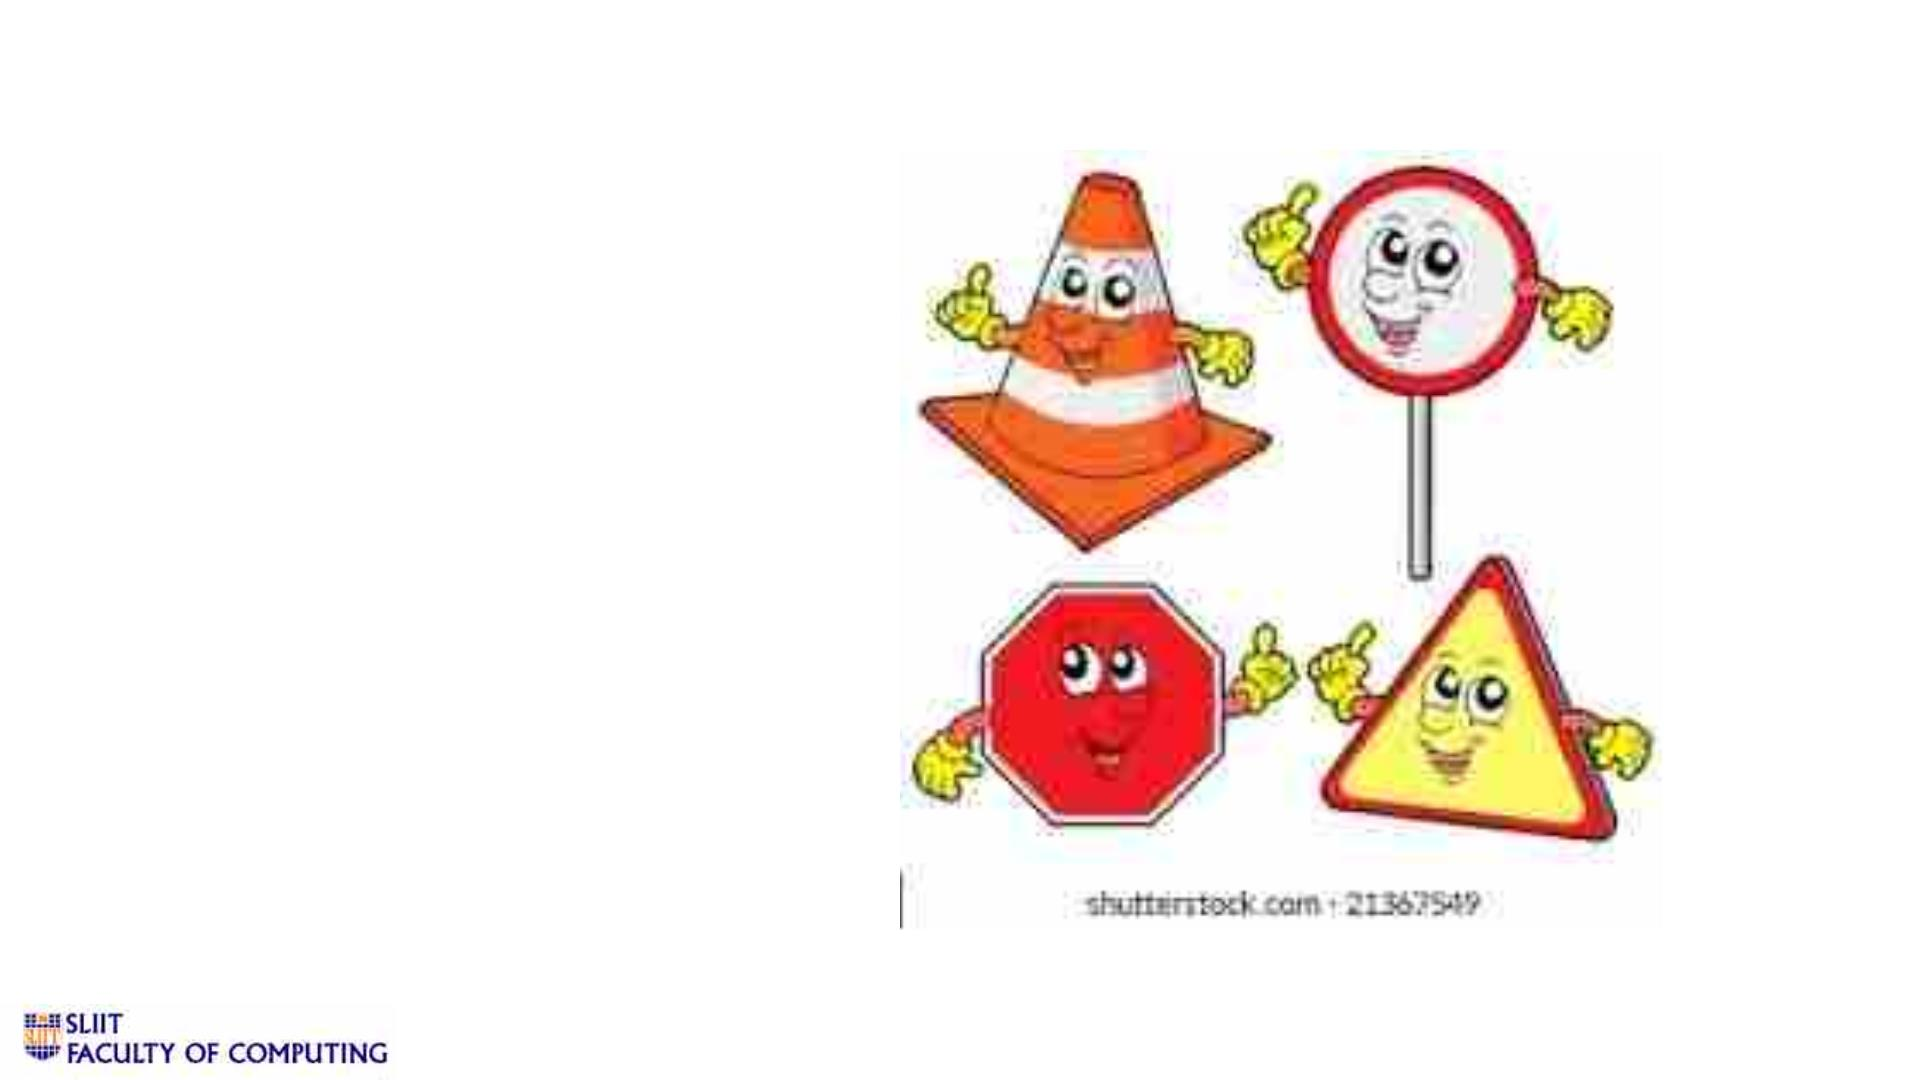 shutterstock.com · 21367549
SLIIT
FACULTY OF COMPUTING